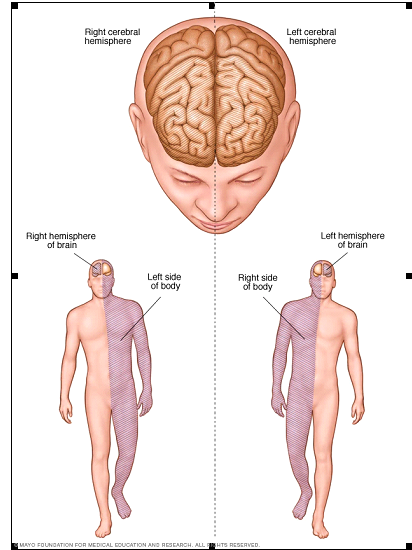 Right cerebral
hemisphere
Left cerebral
hemisphere
Right hemisphere
of brain
Left side
of body
Left hemisphere
of brain
Right side
of body
MAYO FOUNDATION FOR MEDICAL EDUCATION AND RESEARCH. ALL RIGHTS RESERVED.